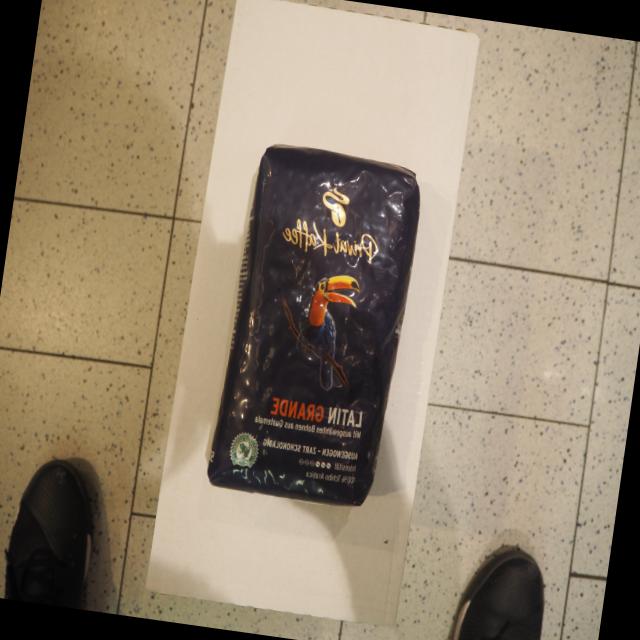 Privat Kaffee
LATIN GRANDE
Mit ausgewählten Bohnen aus Guatemala
AUSGEWOGEN - ZART SCHOKOLADIG
100% Arabica